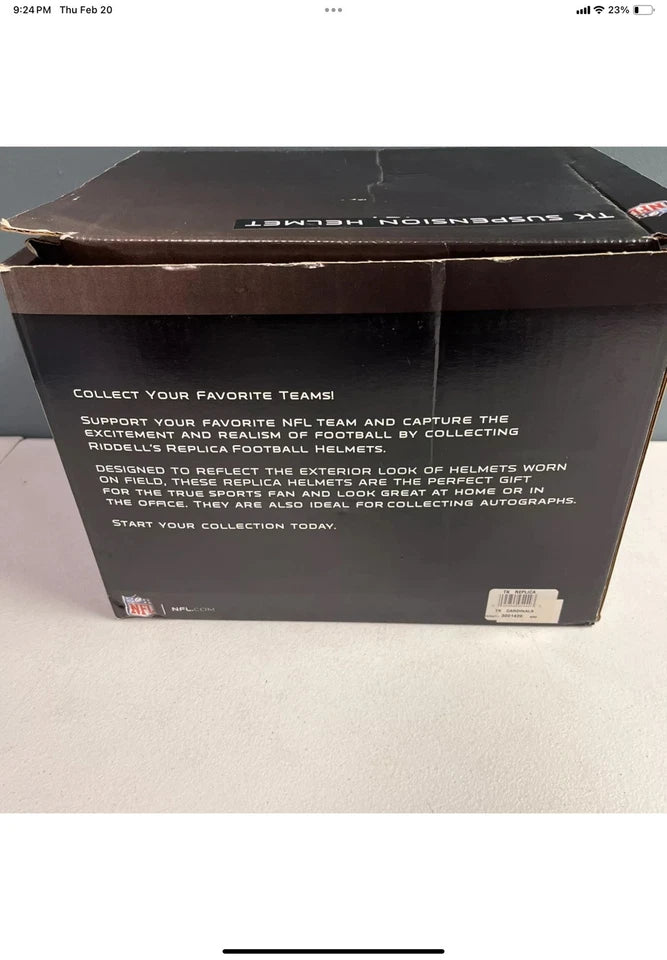 9:24 PM Thu Feb 20
23%
TK SUSPENSION HELMET
NFL
COLLECT YOUR FAVORITE TEAMS!
SUPPORT YOUR FAVORITE NFL TEAM AND CAPTURE THE
EXCITEMENT AND REALISM OF FOOTBALL BY COLLECTING
RIDDELL'S REPLICA FOOTBALL HELMETS.
DESIGNED TO REFLECT THE EXTERIOR LOOK OF HELMETS WORN
ON FIELD, THESE REPLICA HELMETS ARE THE PERFECT GIFT
FOR THE TRUE SPORTS FAN AND LOOK GREAT AT HOME OR IN
THE OFFICE. THEY ARE ALSO IDEAL FOR COLLECTING AUTOGRAPHS.
START YOUR COLLECTION TODAY.
NFL NFL.COM
TK REPLICA
TK CARDINALS